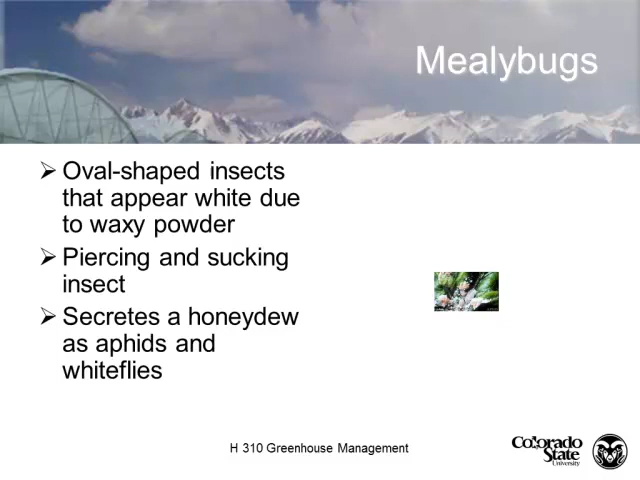 Mealybugs
➢ Oval-shaped insects
that appear white due
to waxy powder
➢ Piercing and sucking
insect
➢ Secretes a honeydew
as aphids and
whiteflies
H 310 Greenhouse Management
Colorado
State
University